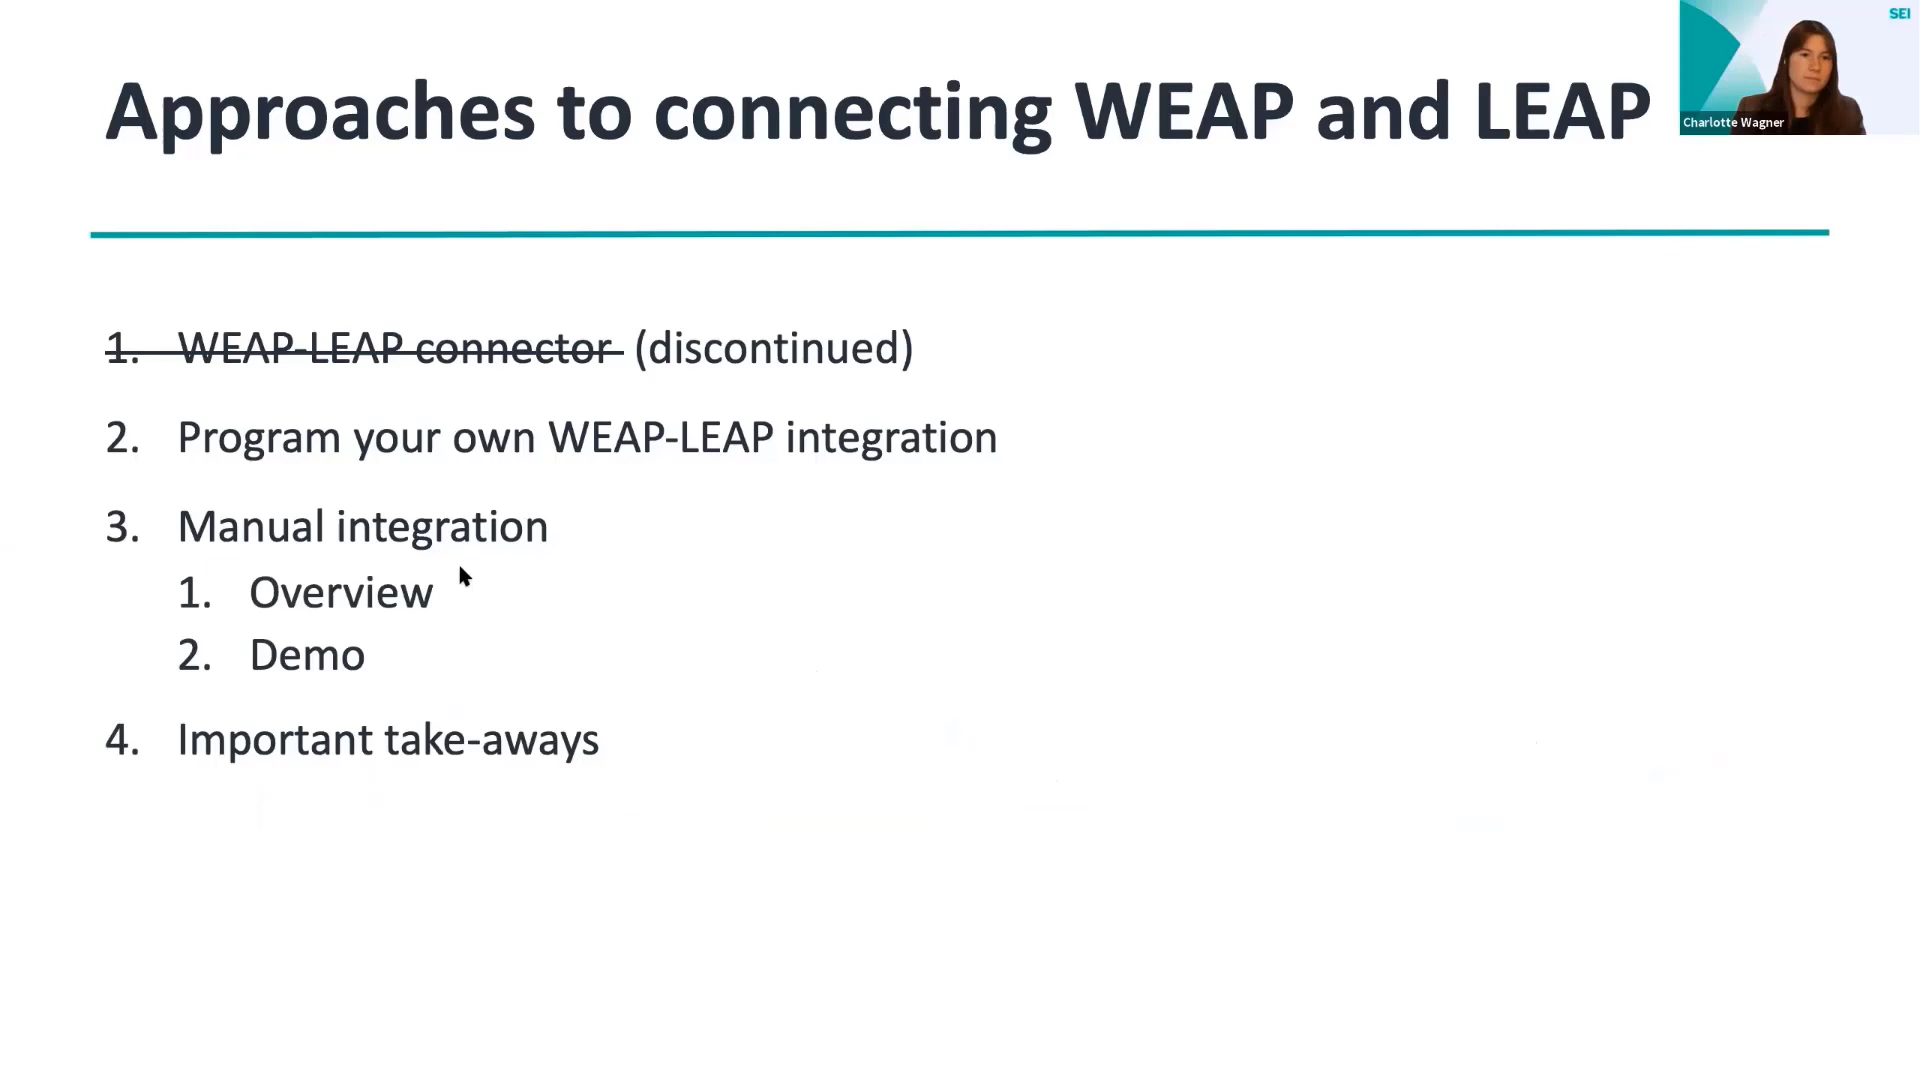 SEI
Approaches to connecting WEAP and LEAP
Charlotte Wagner
1. WEAP-LEAP connector (discontinued)
2. Program your own WEAP-LEAP integration
3. Manual integration
1. Overview
2. Demo
4. Important take-aways